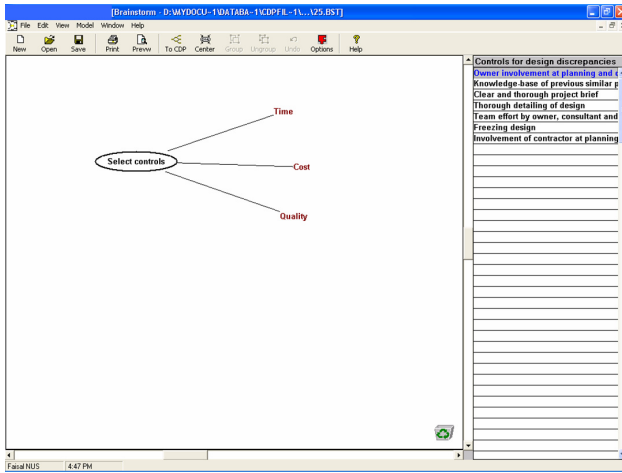 [Brainstorm - D:\MYDOCU~1\DATABA~1\CDPFIL~1\...\25.BST]
File Edit View Model Window Help
New Open Save Print Prevw To CDP Center Group Ungroup Undo Options Help
Controls for design discrepancies
Owner involvement at planning and
Knowledge-base of previous similar p
Clear and thorough project brief
Thorough detailing of design
Team effort by owner, consultant and
Freezing design
Involvement of contractor at planning
Time
Select controls
Cost
Quality
Faisal NUS 4:47 PM